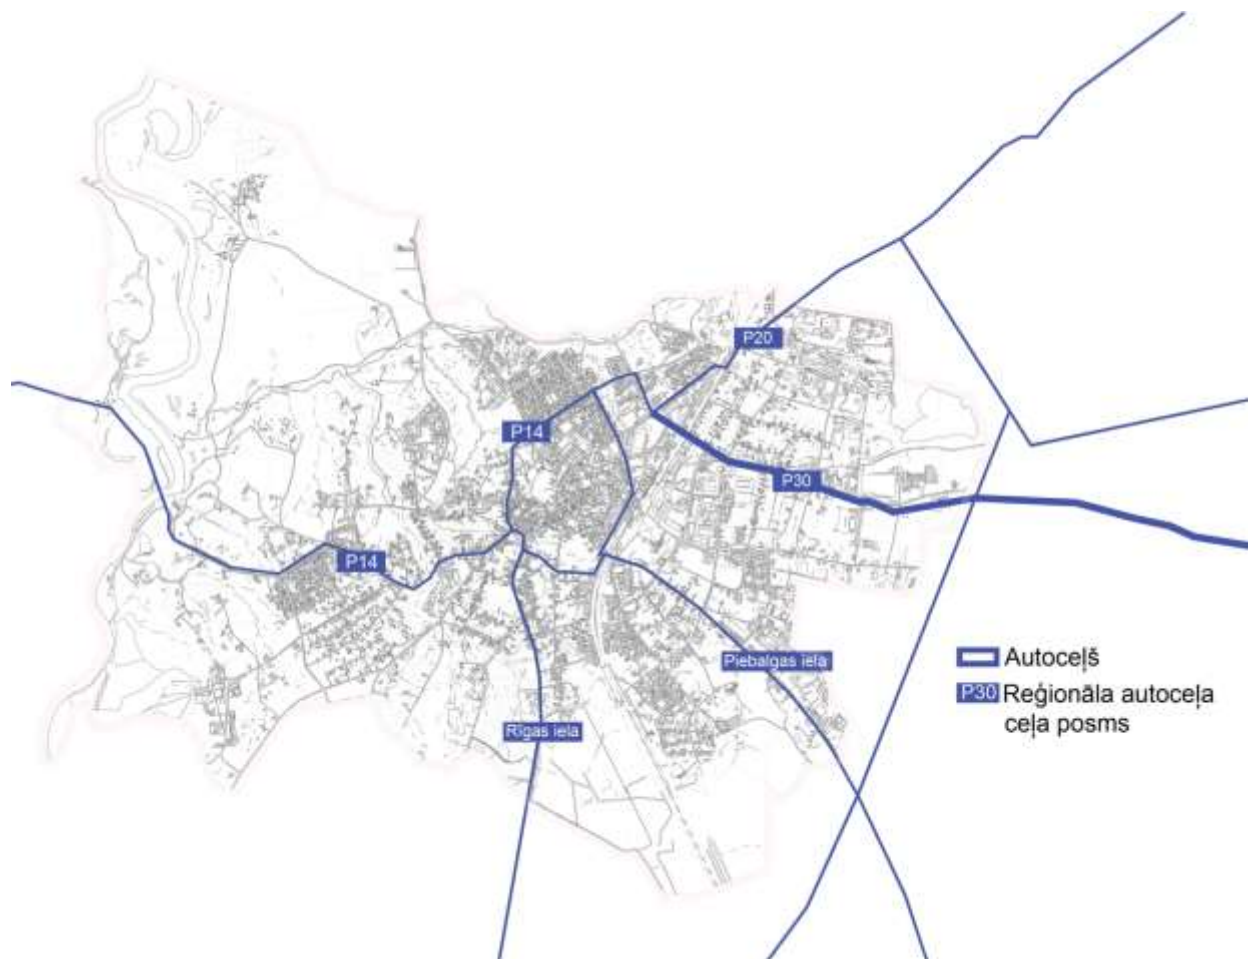 P20
P14
P30
P14
Piebalgas iela
Rīgas iela
Autoceļš
P30 Reģionāla autoceļa
ceļa posms